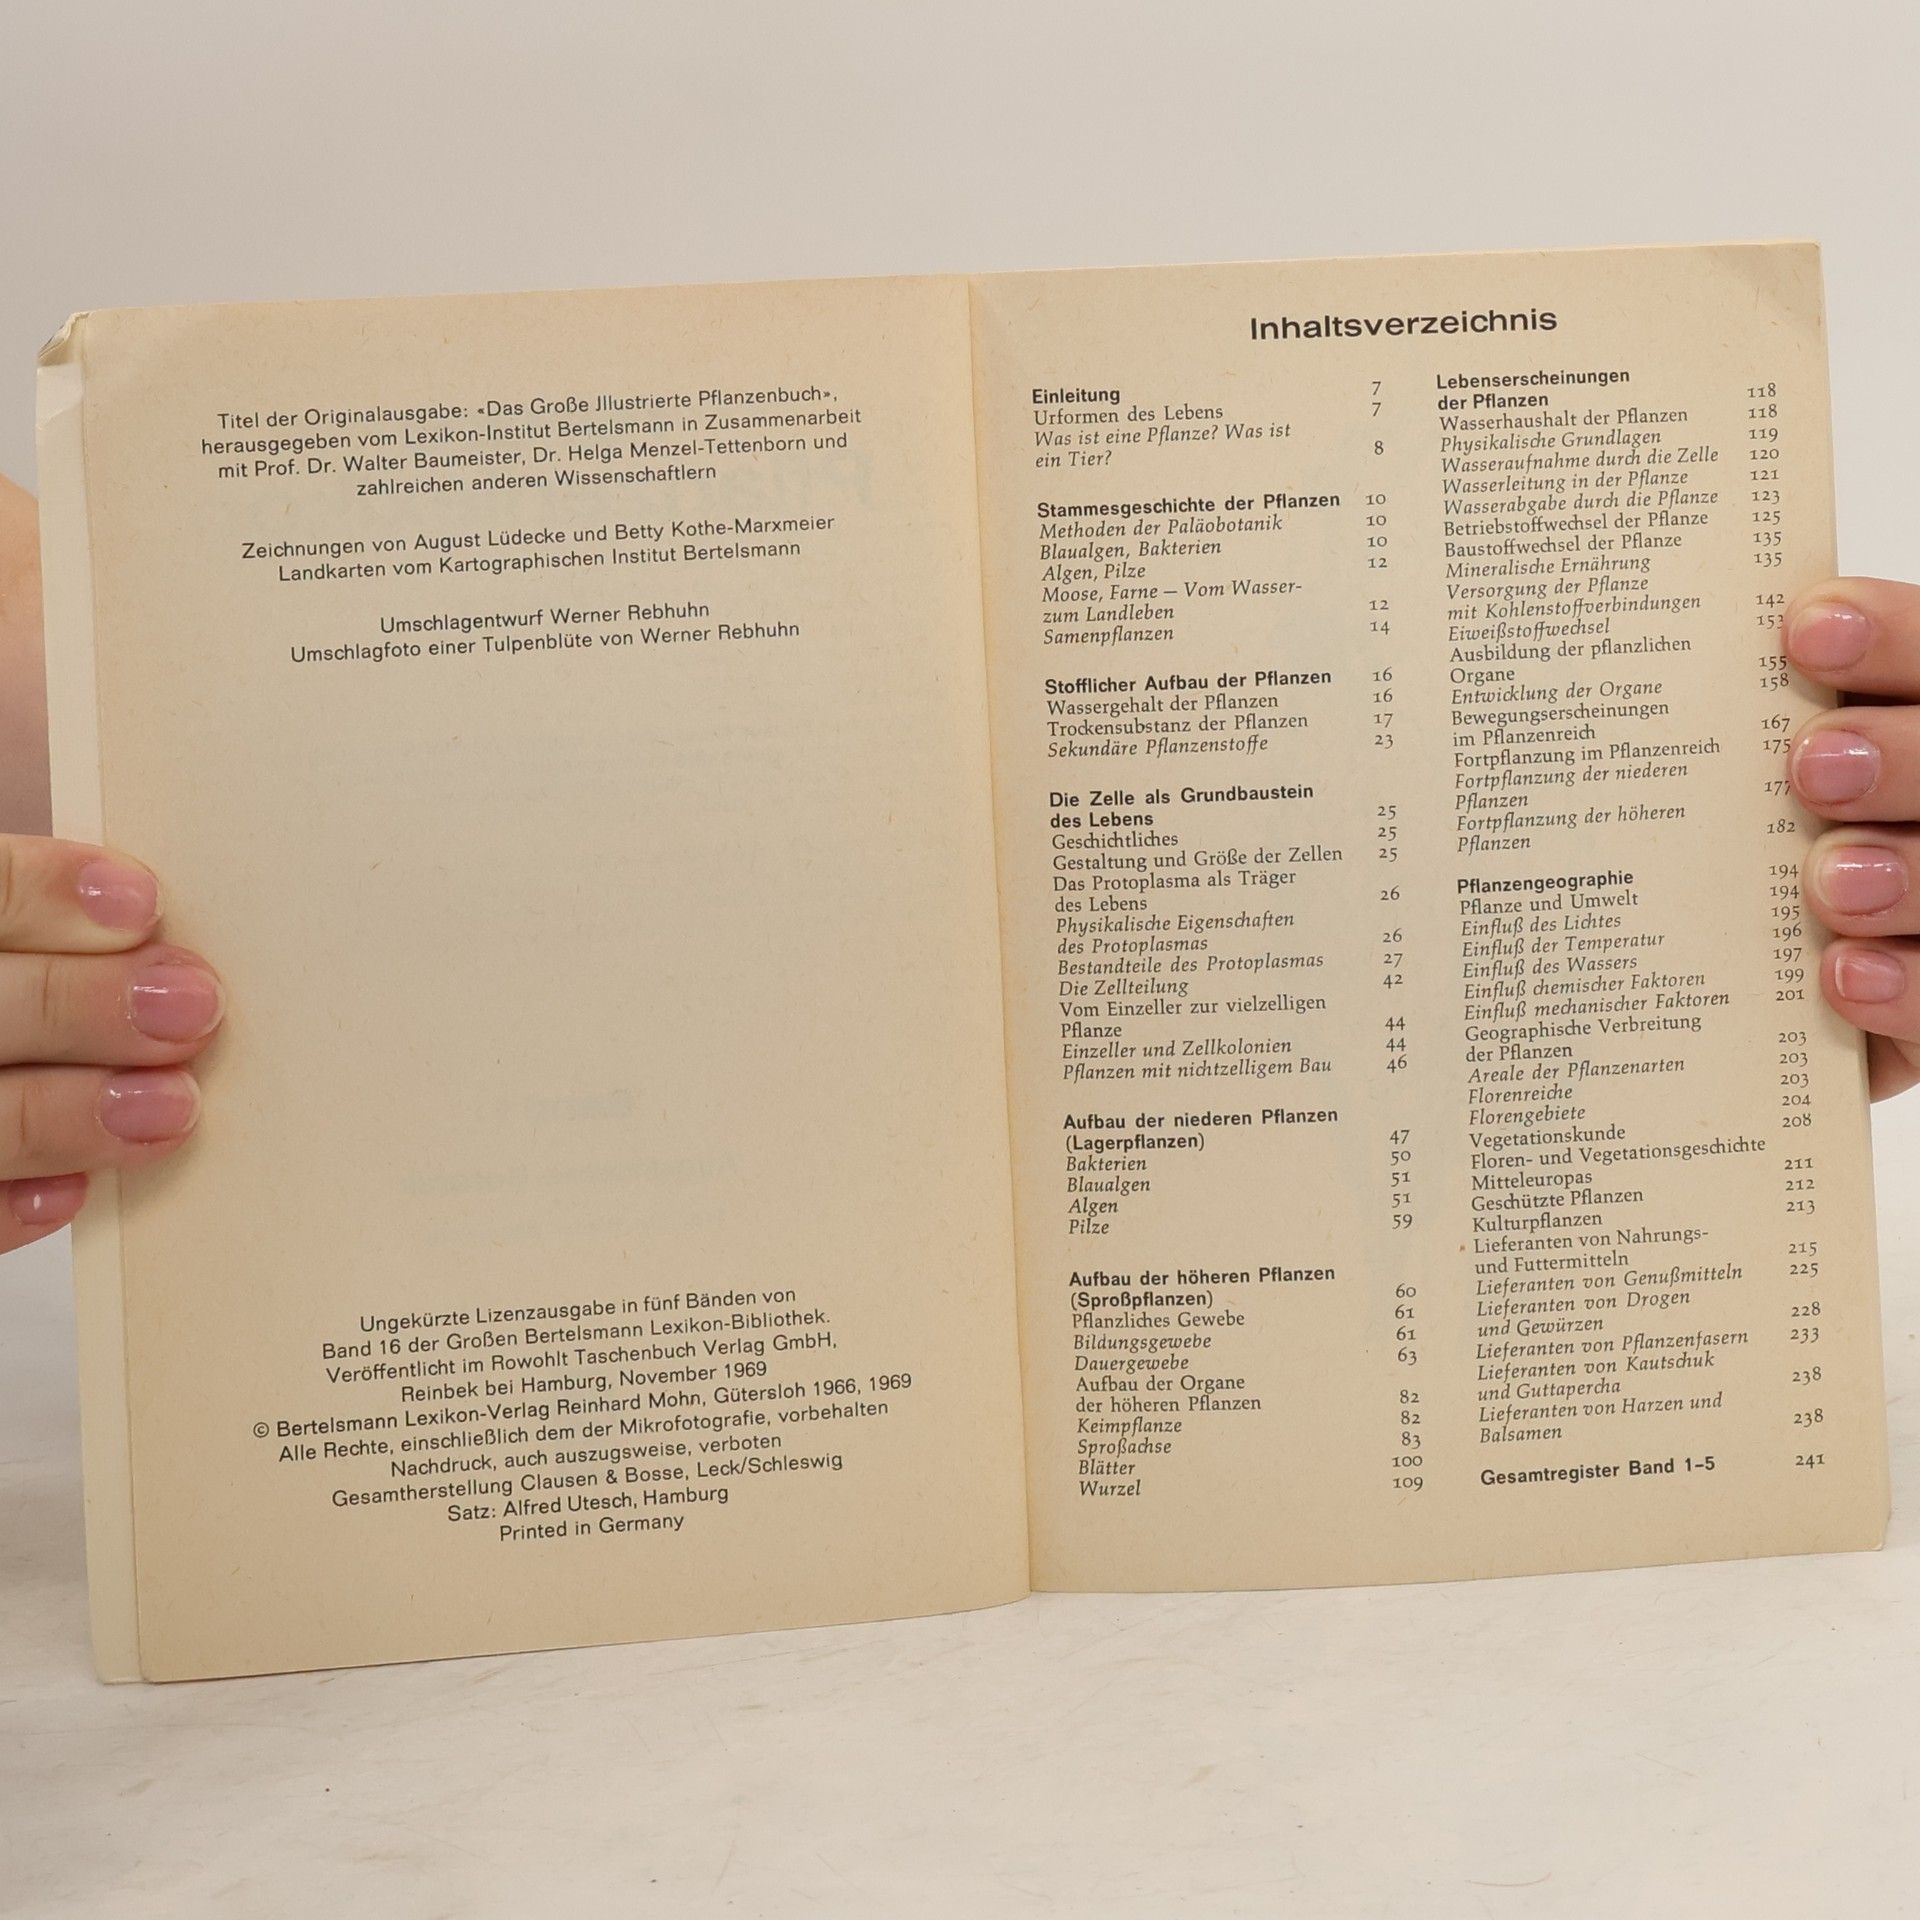 Titel der Originalausgabe: «Das Große Jllustrierte Pflanzenbuch»,
herausgegeben vom Lexikon-Institut Bertelsmann in Zusammenarbeit
mit Prof. Dr. Walter Baumeister, Dr. Helga Menzel-Tettenborn und
zahlreichen anderen Wissenschaftlern
Zeichnungen von August Lüdecke und Betty Kothe-Marxmeier
Landkarten vom Kartographischen Institut Bertelsmann
Umschlagentwurf Werner Rebhuhn
Umschlagfoto einer Tulpenblüte von Werner Rebhuhn
Ungekürzte Lizenzausgabe in fünf Bänden von
Band 16 der Großen Bertelsmann Lexikon-Bibliothek.
Veröffentlicht im Rowohlt Taschenbuch Verlag GmbH,
Reinbek bei Hamburg, November 1969
© Bertelsmann Lexikon-Verlag Reinhard Mohn, Gütersloh 1966, 1969
Alle Rechte, einschließlich dem der Mikrofotografie, vorbehalten
Nachdruck, auch auszugsweise, verboten
Gesamtherstellung Clausen & Bosse, Leck/Schleswig
Satz: Alfred Utesch, Hamburg
Printed in Germany
Inhaltsverzeichnis
Einleitung 7
Urformen des Lebens 7
Was ist eine Pflanze? Was ist
ein Tier? 8
Stammesgeschichte der Pflanzen 10
Methoden der Paläobotanik 10
Blaualgen, Bakterien 10
Algen, Pilze 12
Moose, Farne – Vom Wasser-
zum Landleben 12
Samenpflanzen 14
Stofflicher Aufbau der Pflanzen 16
Wassergehalt der Pflanzen 16
Trockensubstanz der Pflanzen 17
Sekundäre Pflanzenstoffe 23
Die Zelle als Grundbaustein
des Lebens 25
Geschichtliches 25
Gestaltung und Größe der Zellen 25
Das Protoplasma als Träger
des Lebens 26
Physikalische Eigenschaften
des Protoplasmas 26
Bestandteile des Protoplasmas 27
Die Zellteilung 42
Vom Einzeller zur vielzelligen
Pflanze 44
Einzeller und Zellkolonien 44
Pflanzen mit nichtzelligem Bau 46
Aufbau der niederen Pflanzen
(Lagerpflanzen) 47
Bakterien 50
Blaualgen 51
Algen 51
Pilze 59
Aufbau der höheren Pflanzen
(Sproßpflanzen) 60
Pflanzliches Gewebe 61
Bildungsgewebe 61
Dauergewebe 63
Aufbau der Organe
der höheren Pflanzen 82
Keimpflanze 82
Sproßachse 83
Blätter 100
Wurzel 109
Lebenserscheinungen
der Pflanzen 118
Wasserhaushalt der Pflanzen 118
Physikalische Grundlagen 119
Wasseraufnahme durch die Zelle 120
Wasserleitung in der Pflanze 121
Wasserabgabe durch die Pflanze 123
Betriebstoffwechsel der Pflanze 125
Baustoffwechsel der Pflanze 135
Mineralische Ernährung 135
Versorgung der Pflanze
mit Kohlenstoffverbindungen 142
Eiweißstoffwechsel 153
Ausbildung der pflanzlichen
Organe 155
Entwicklung der Organe 158
Bewegungserscheinungen
im Pflanzenreich 167
Fortpflanzung im Pflanzenreich 175
Fortpflanzung der niederen
Pflanzen 177
Fortpflanzung der höheren
Pflanzen 182
Pflanzengeographie 194
Pflanze und Umwelt 194
Einfluß des Lichtes 195
Einfluß der Temperatur 196
Einfluß des Wassers 197
Einfluß chemischer Faktoren 199
Einfluß mechanischer Faktoren 201
Geographische Verbreitung
der Pflanzen 203
Areale der Pflanzenarten 203
Florenreiche 203
Florengebiete 204
Vegetationskunde 208
Floren- und Vegetationsgeschichte
Mitteleuropas 211
Geschützte Pflanzen 212
Kulturpflanzen 213
Lieferanten von Nahrungs-
und Futtermitteln 215
Lieferanten von Genußmitteln 225
Lieferanten von Drogen
und Gewürzen 228
Lieferanten von Pflanzenfasern 233
Lieferanten von Kautschuk
und Guttapercha 238
Lieferanten von Harzen und
Balsamen 238
Gesamtregister Band 1–5 241